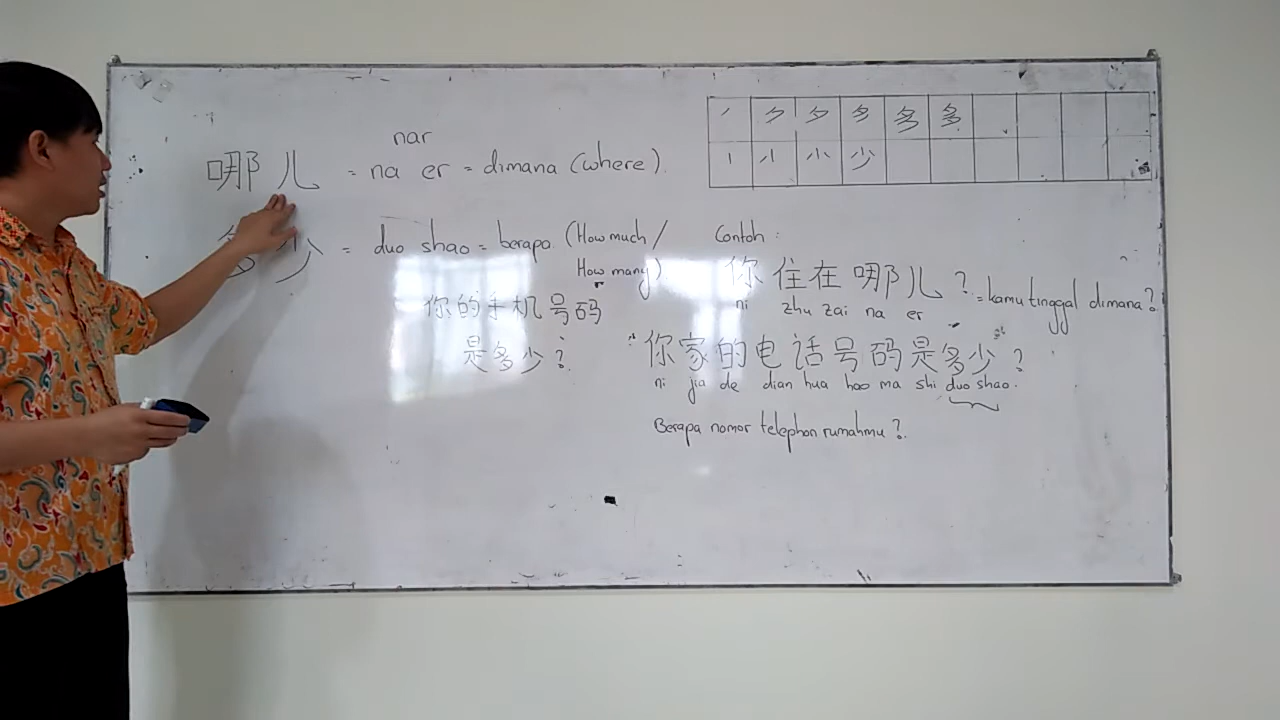 nar
哪儿 = na er = dimana (where).
多少 = duo shao = berapa (How much /
How many)
你的手机号码
是多少?
丿 夕 夕 多 多 多
丨 小 小 少
Contoh :
你住在哪儿? = kamu tinggal dimana?
ni zhu zai na er
你家的电话号码是多少?
ni jia de dian hua hao ma shi duo shao.
Berapa nomor telephon rumahmu?.